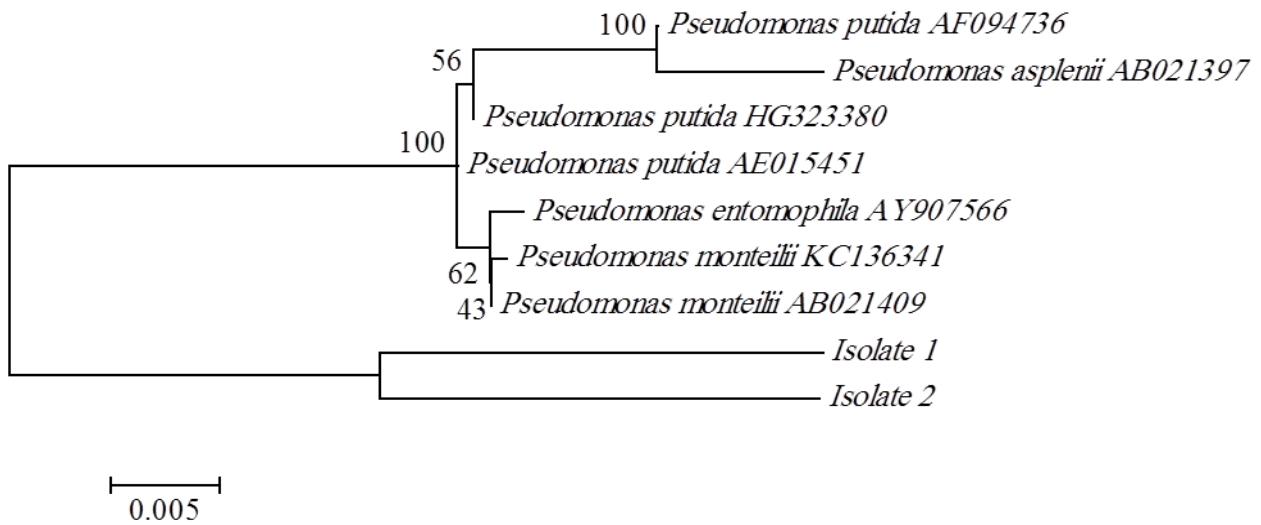 100 Pseudomonas putida AF094736
56
Pseudomonas asplenii AB021397
Pseudomonas putida HG323380
100
Pseudomonas putida AE015451
Pseudomonas entomophila AY907566
Pseudomonas monteilii KC136341
62
43 Pseudomonas monteilii AB021409
Isolate 1
Isolate 2
0.005